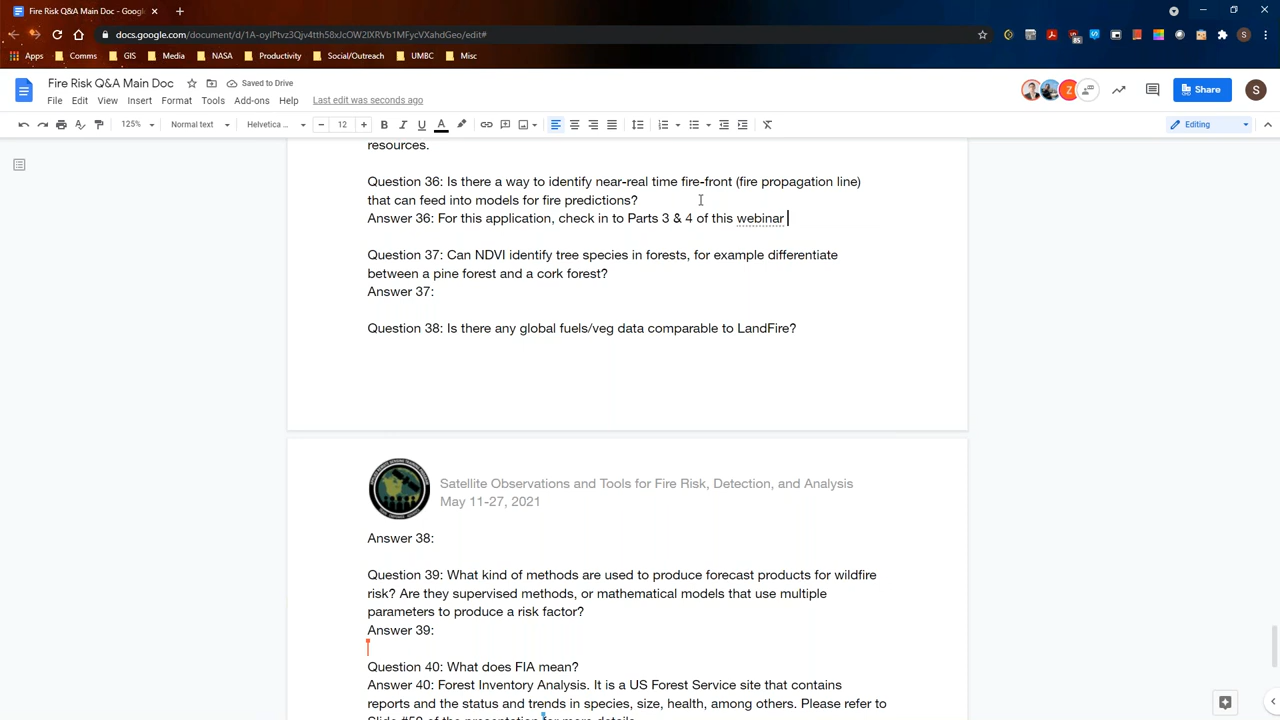 Fire Risk Q&A Main Doc - Googl
docs.google.com/document/d/1A-oyIPtvz3Qjv4tth58xJcOW2lXRVb1MFycVXahdGeo/edit#
Apps Comms GIS Media NASA Productivity Social/Outreach UMBC Misc
Fire Risk Q&A Main Doc Saved to Drive
File Edit View Insert Format Tools Add-ons Help Last edit was seconds ago
Share
S
125% Normal text Helvetica ... 12 Editing
resources.
Question 36: Is there a way to identify near-real time fire-front (fire propagation line)
that can feed into models for fire predictions?
Answer 36: For this application, check in to Parts 3 & 4 of this webinar
Question 37: Can NDVI identify tree species in forests, for example differentiate
between a pine forest and a cork forest?
Answer 37:
Question 38: Is there any global fuels/veg data comparable to LandFire?
Satellite Observations and Tools for Fire Risk, Detection, and Analysis
May 11-27, 2021
Answer 38:
Question 39: What kind of methods are used to produce forecast products for wildfire
risk? Are they supervised methods, or mathematical models that use multiple
parameters to produce a risk factor?
Answer 39:
Question 40: What does FIA mean?
Answer 40: Forest Inventory Analysis. It is a US Forest Service site that contains
reports and the status and trends in species, size, health, among others. Please refer to
Slide #50 of the presentation for more details.